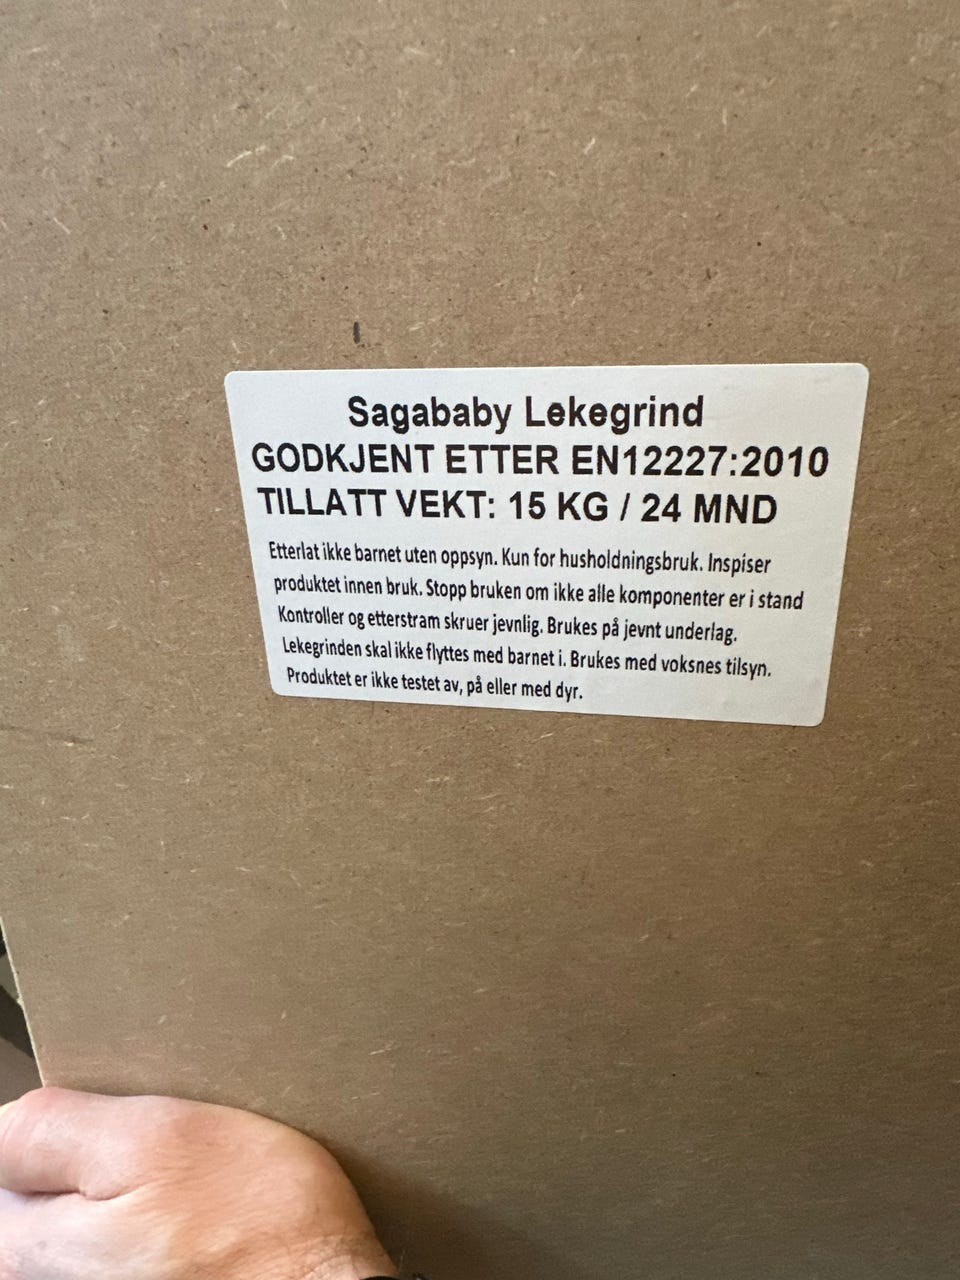 Sagababy Lekegrind
GODKJENT ETTER EN12227:2010
TILLATT VEKT: 15 KG / 24 MND
Etterlat ikke barnet uten oppsyn. Kun for husholdningsbruk. Inspiser
produktet innen bruk. Stopp bruken om ikke alle komponenter er i stand
Kontroller og etterstram skruer jevnlig. Brukes på jevnt underlag.
Lekegrinden skal ikke flyttes med barnet i. Brukes med voksnes tilsyn.
Produktet er ikke testet av, på eller med dyr.